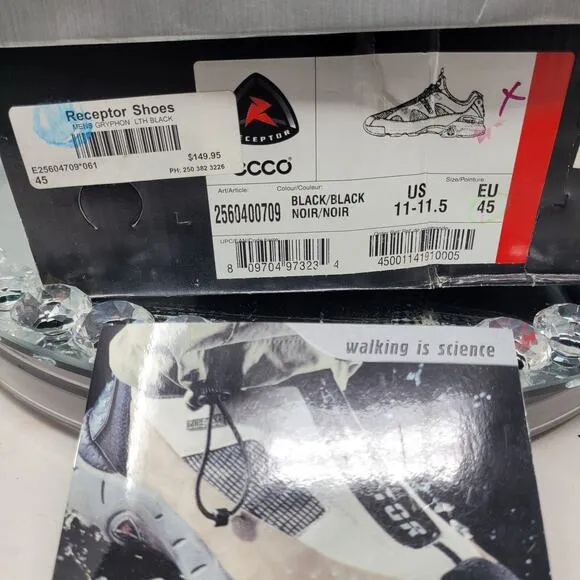 Receptor Shoes
MENS GRYPHON LTH BLACK
$149.95
E25604709*061
45
PH: 250 382 3226
RECEPTOR
ecco
Art/Article:
2560400709
Colour/Couleur:
BLACK/BLACK
NOIR/NOIR
Size/Pointure:
US
11-11.5
EU
45
8 09704 97323 4
45001141910005
walking is science